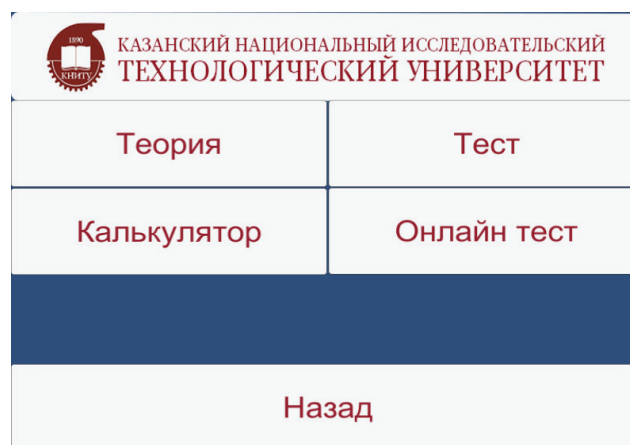 1890
КНИТУ
КАЗАНСКИЙ НАЦИОНАЛЬНЫЙ ИССЛЕДОВАТЕЛЬСКИЙ
ТЕХНОЛОГИЧЕСКИЙ УНИВЕРСИТЕТ
Теория
Тест
Калькулятор
Онлайн тест
Назад